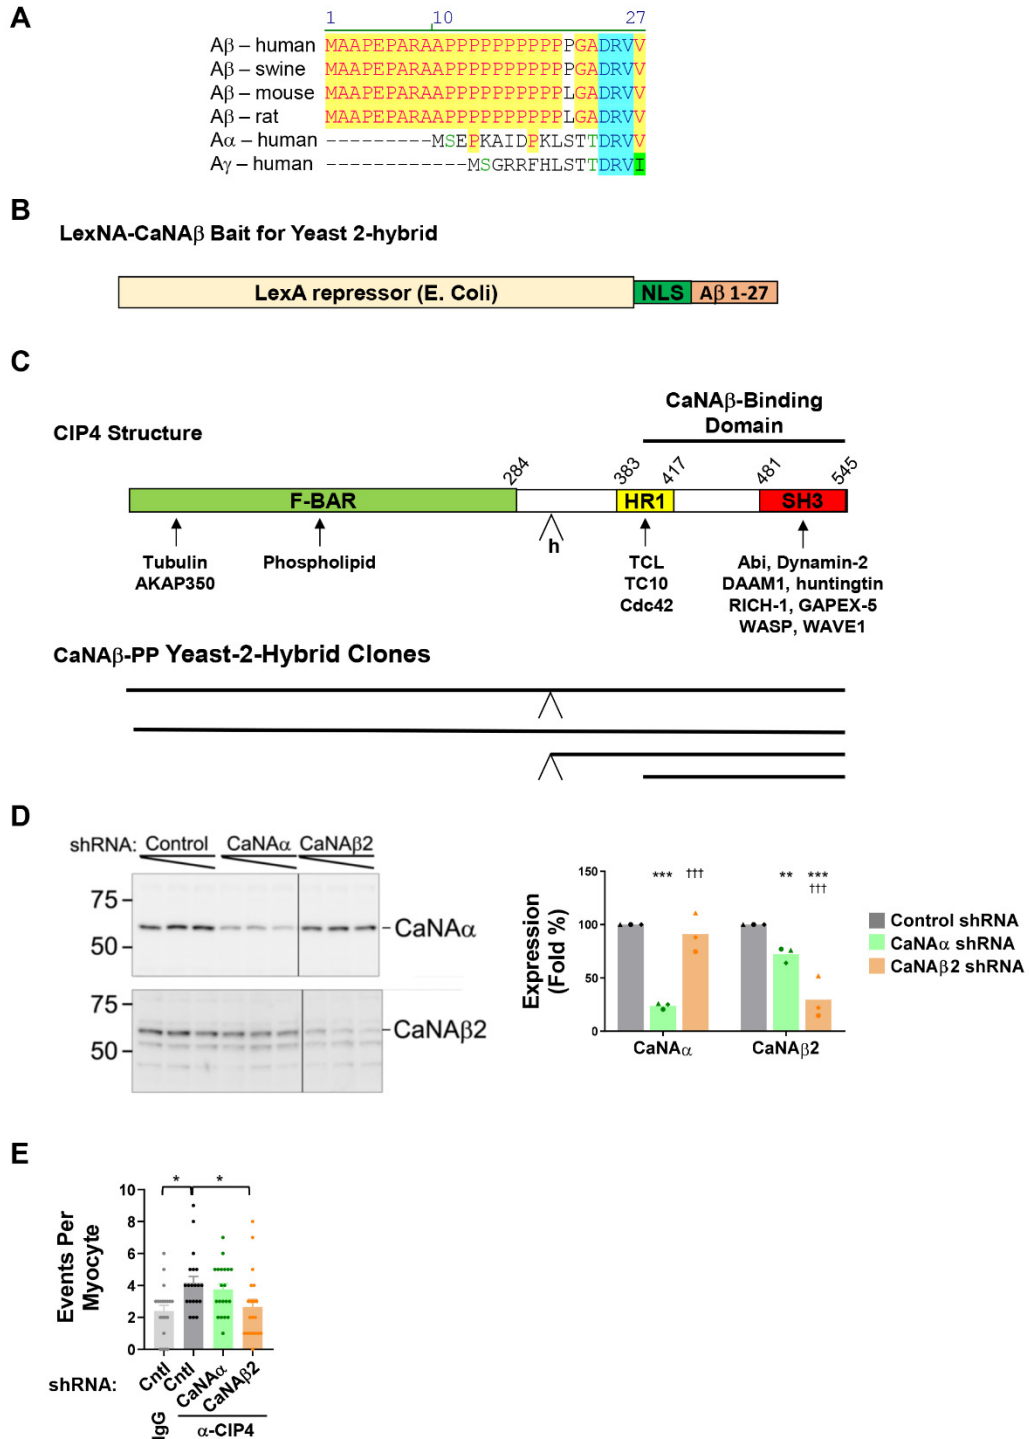 A
1 10 27
Aβ – human MAAPEPARAAPPPPPPPPPPPPGADRVV
Aβ – swine MAAPEPARAAPPPPPPPPPPPPGADRVV
Aβ – mouse MAAPEPARAAPPPPPPPPPPPLGADRVV
Aβ – rat MAAPEPARAAPPPPPPPPPPPLGADRVV
Aα – human ---------MSEPKAIDPKLSTTDRVV
Aγ – human ------------MSGRRFHLSTTDRVI
B
LexNA-CaNAβ Bait for Yeast 2-hybrid
LexA repressor (E. Coli) NLS Aβ 1-27
C
CaNAβ-Binding
Domain
CIP4 Structure
284 383 417 481 545
F-BAR HR1 SH3
h
Tubulin Phospholipid TCL Abi, Dynamin-2
AKAP350 TC10 DAAM1, huntingtin
Cdc42 RICH-1, GAPEX-5
WASP, WAVE1
CaNAβ-PP Yeast-2-Hybrid Clones
D
shRNA: Control CaNAα CaNAβ2
75
50
CaNAα
75
50
CaNAβ2
Expression
(Fold %)
150
100
50
0
*** ††† ** ***
†††
CaNAα CaNAβ2
Control shRNA
CaNAα shRNA
CaNAβ2 shRNA
E
Events Per
Myocyte
10
8
6
4
2
0
* *
shRNA: Cntl Cntl CaNAα CaNAβ2
IgG α-CIP4